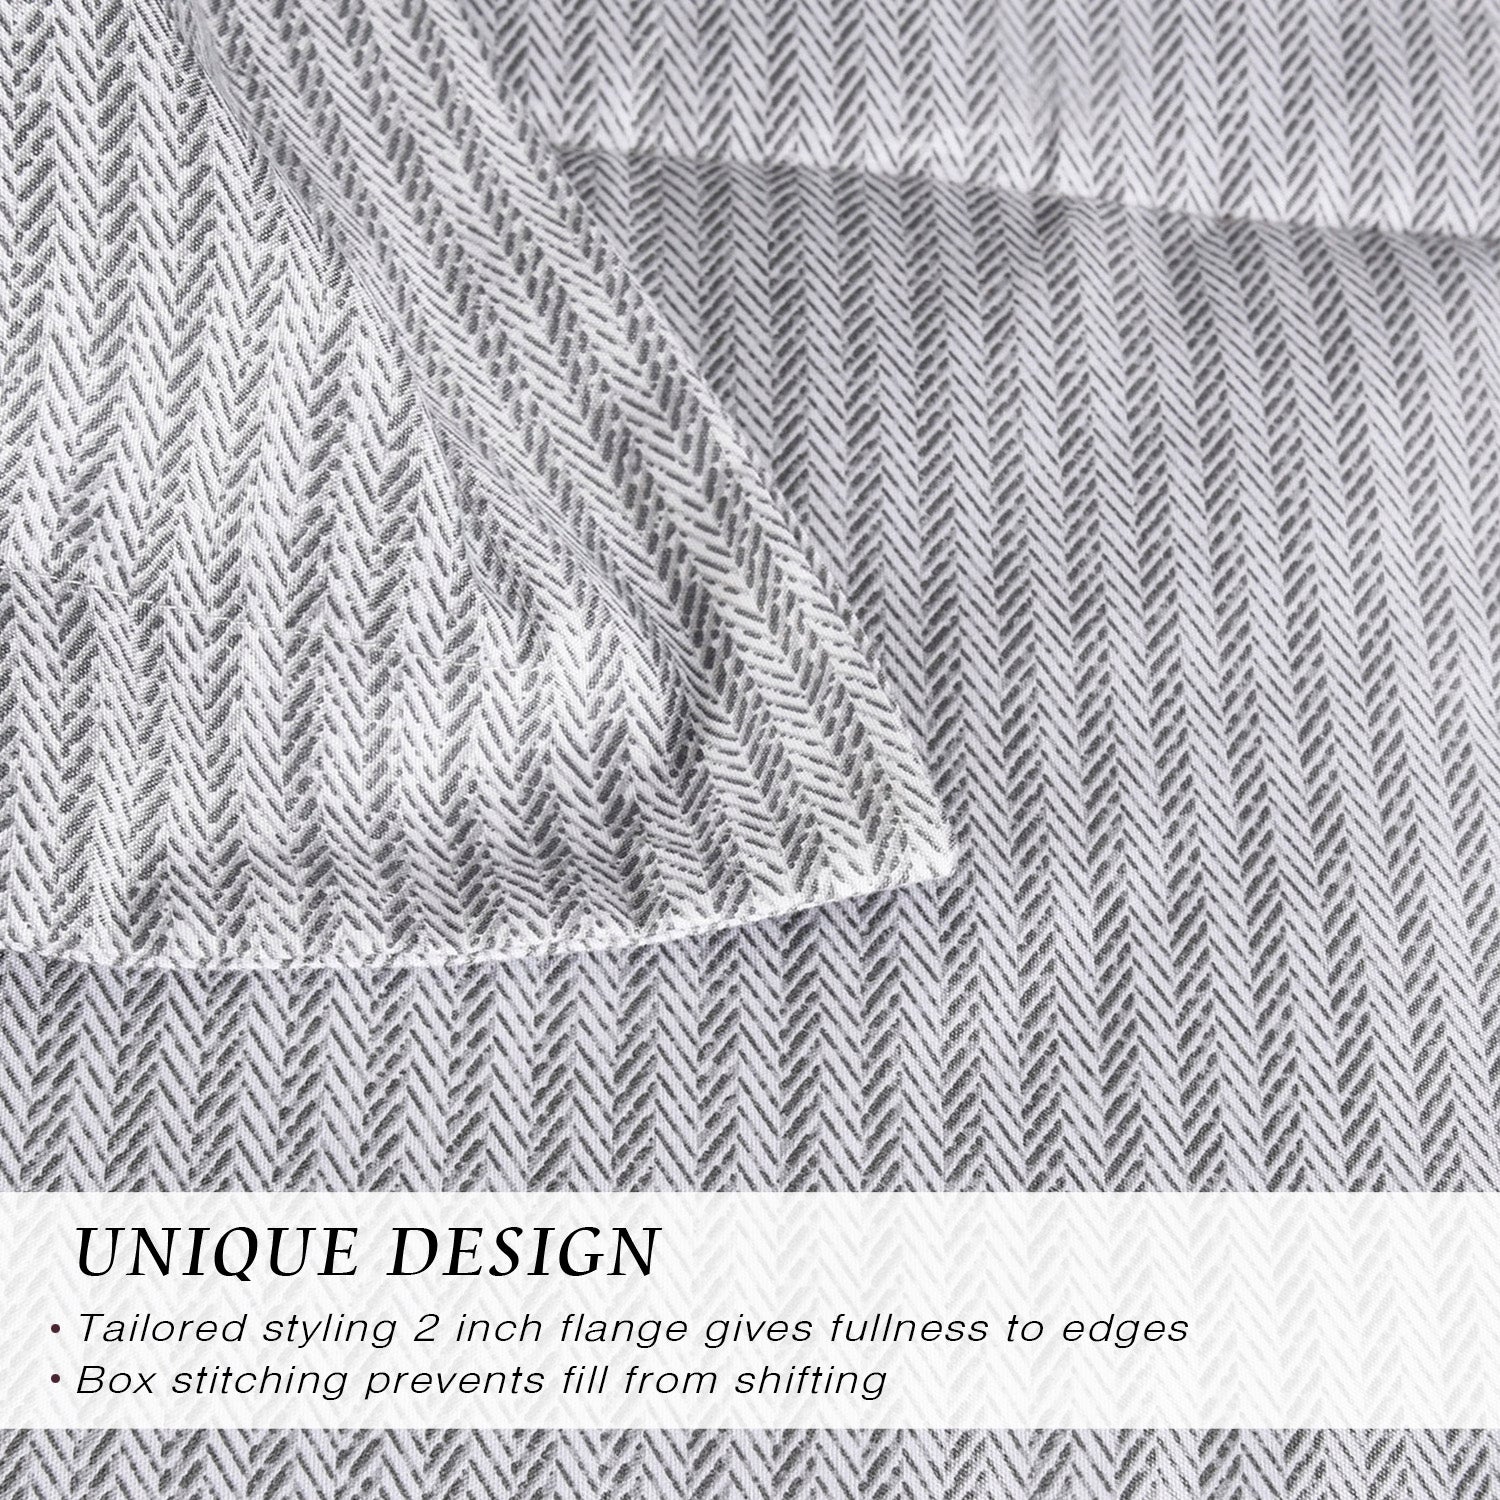 UNIQUE DESIGN
• Tailored styling 2 inch flange gives fullness to edges
• Box stitching prevents fill from shifting